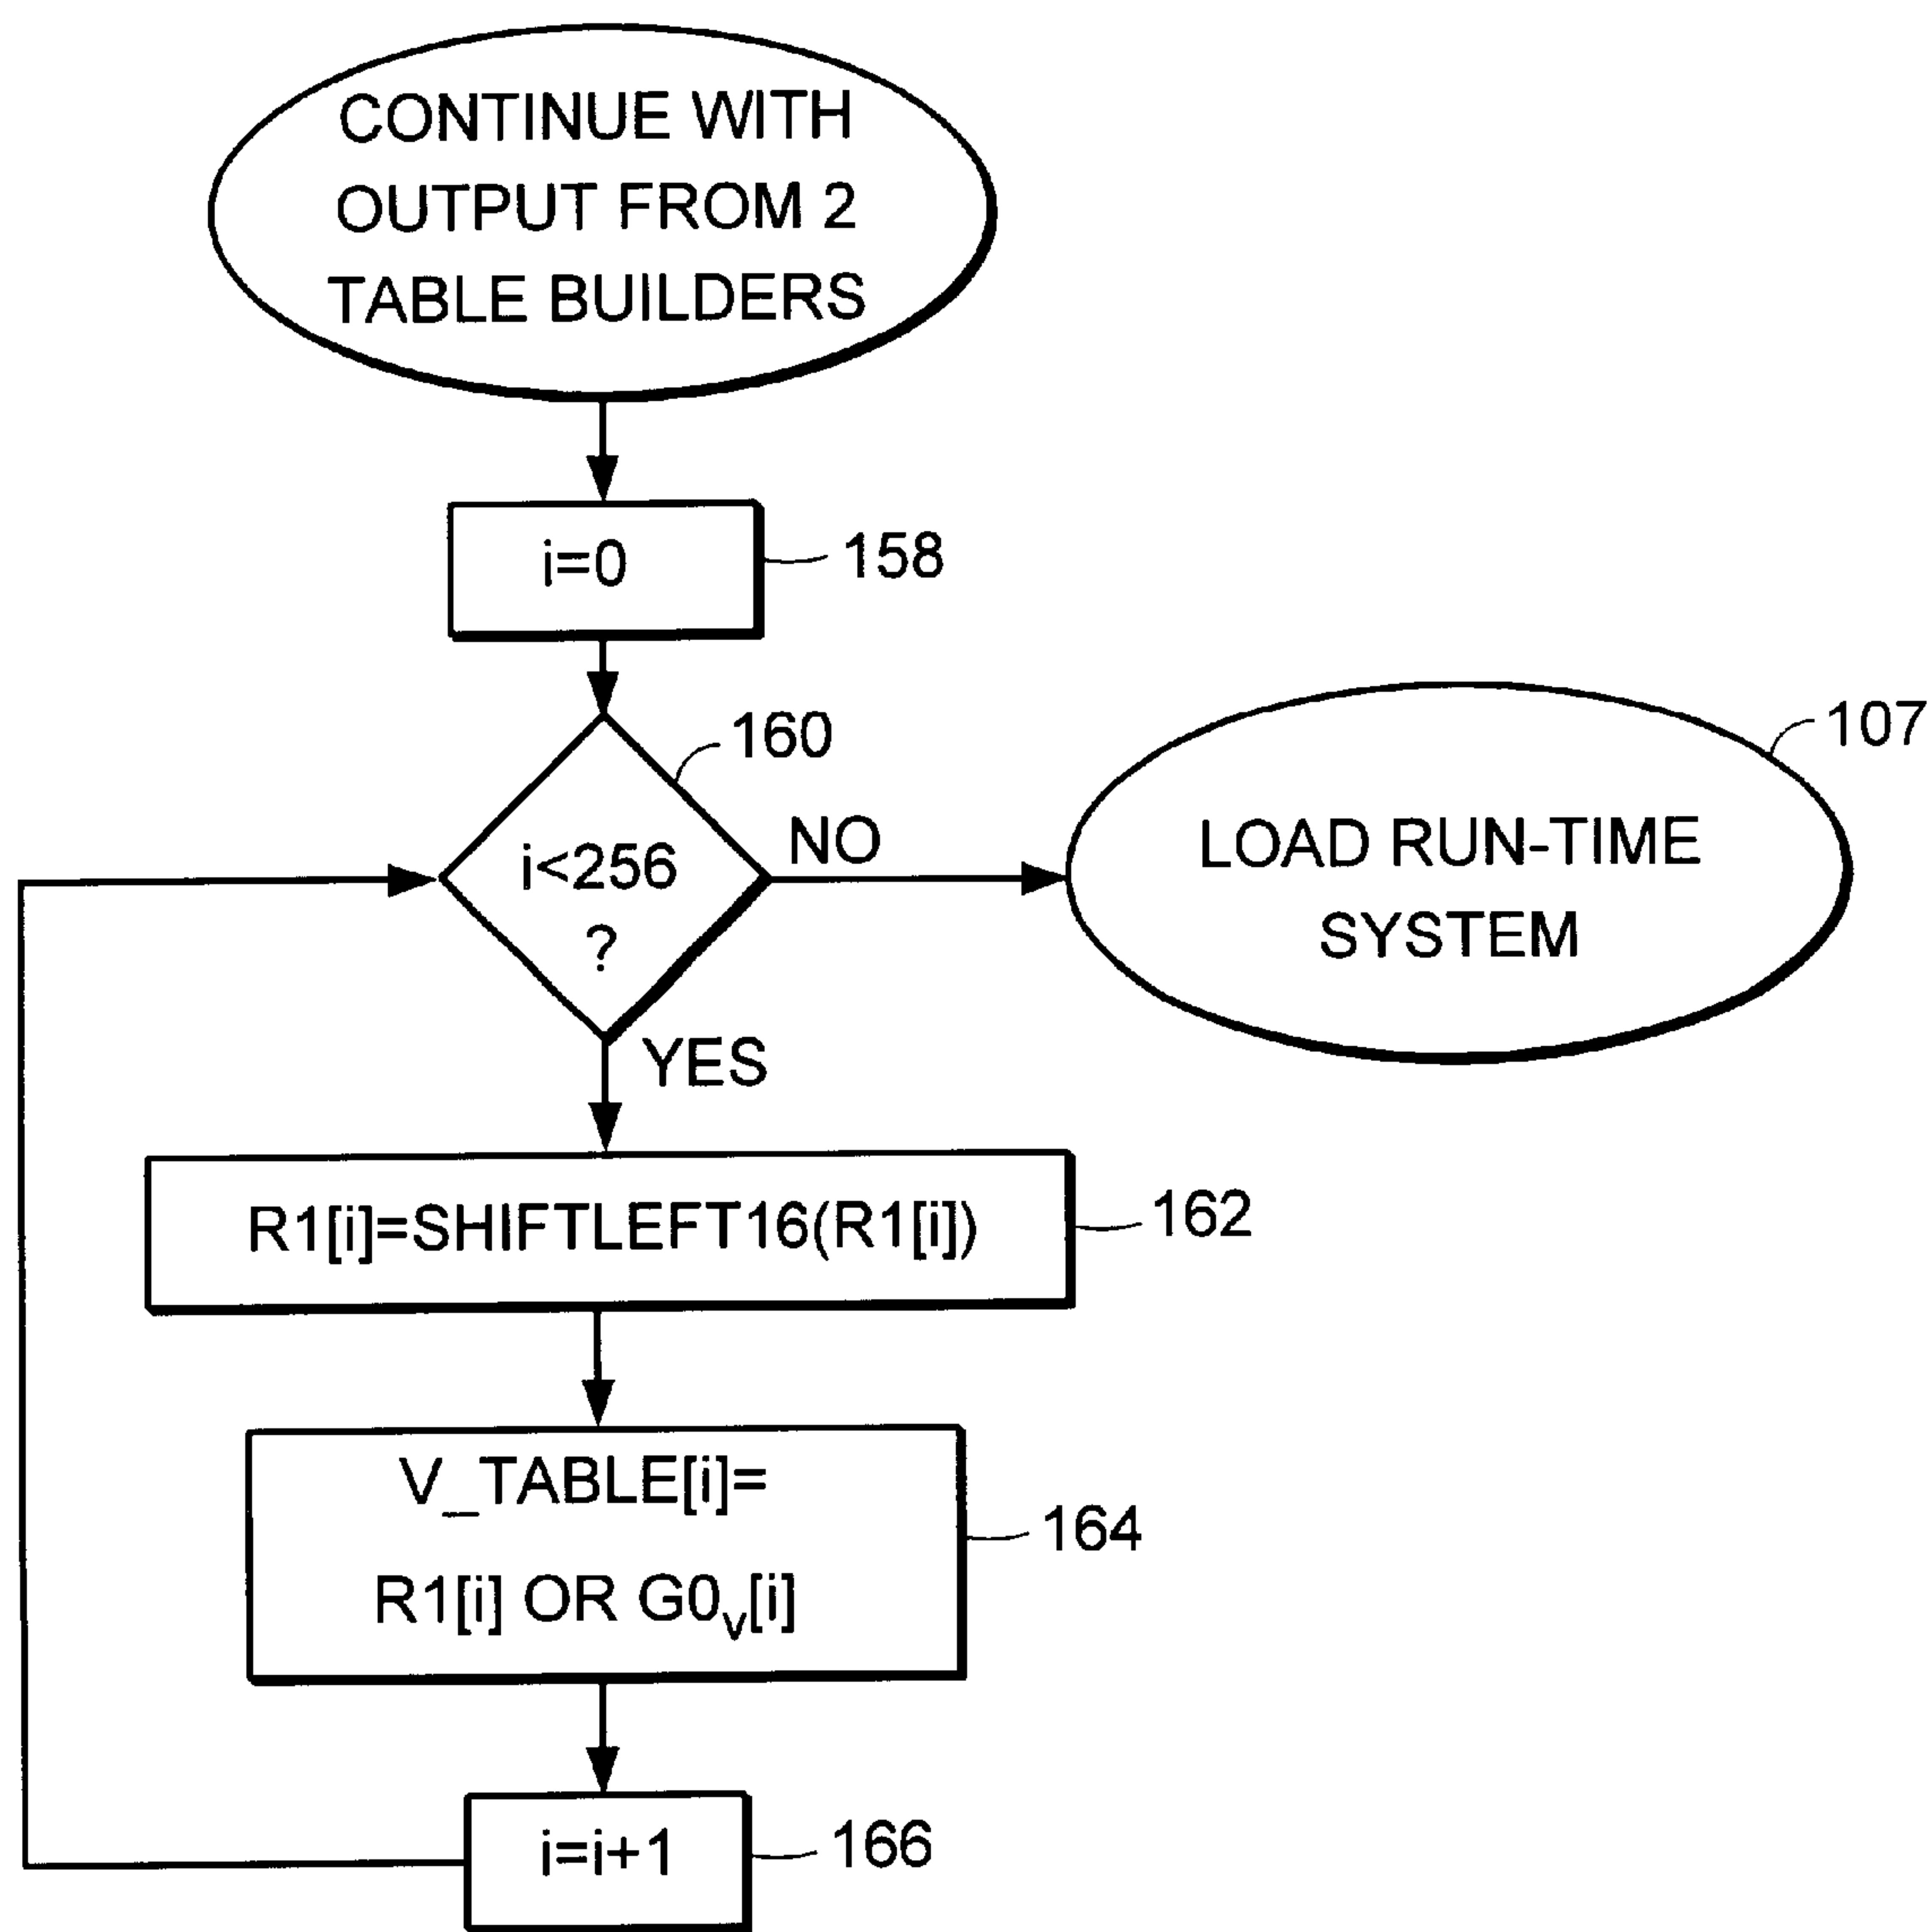 CONTINUE WITH
OUTPUT FROM 2
TABLE BUILDERS
i=0
158
160
i<256
?
NO
YES
107
LOAD RUN-TIME
SYSTEM
R1[i]=SHIFTLEFT16(R1[i])
162
V_TABLE[i]=
R1[i] OR G0v[i]
164
i=i+1
166